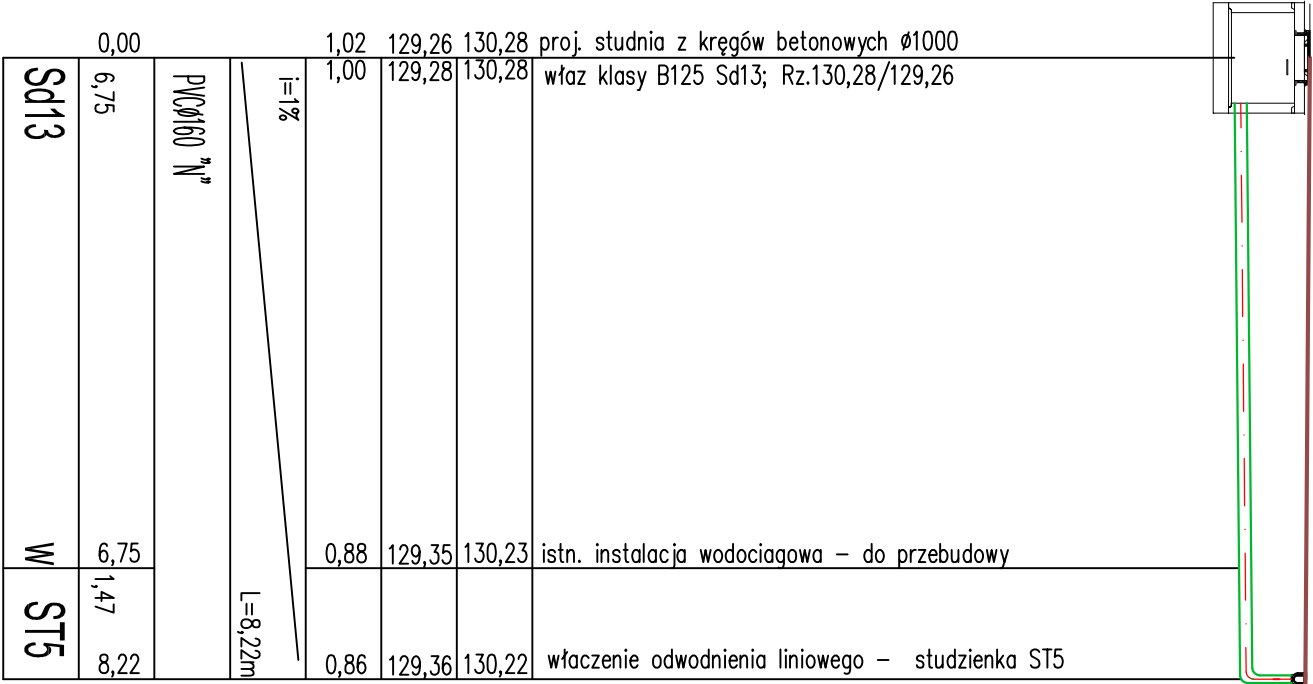 0,00 1,02 129,26 130,28 proj. studnia z kręgów betonowych Ø1000
Sd13 6,75 PVCØ160 "N" i=1% 1,00 129,28 130,28 właz klasy B125 Sd13; Rz.130,28/129,26
W 6,75 0,88 129,35 130,23 istn. instalacja wodociagowa – do przebudowy
ST5 1,47 L=8,22m
8,22 0,86 129,36 130,22 właczenie odwodnienia liniowego – studzienka ST5